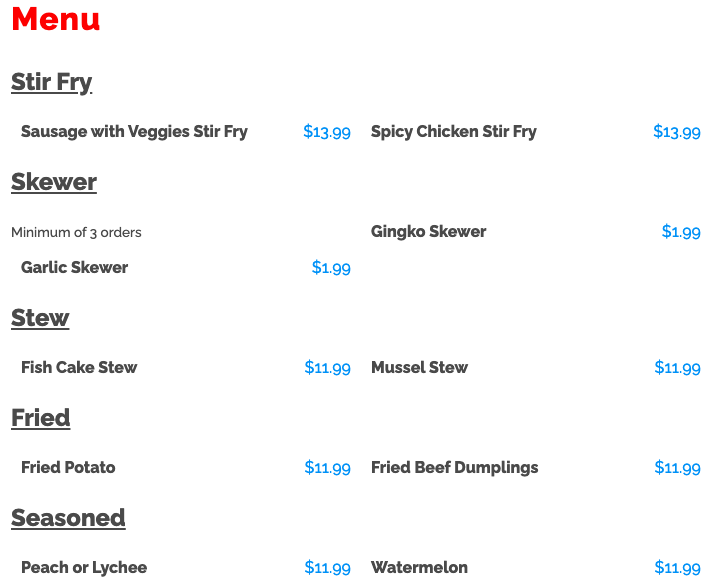 Menu
Stir Fry
Sausage with Veggies Stir Fry $13.99 Spicy Chicken Stir Fry $13.99
Skewer
Minimum of 3 orders Gingko Skewer $1.99
Garlic Skewer $1.99
Stew
Fish Cake Stew $11.99 Mussel Stew $11.99
Fried
Fried Potato $11.99 Fried Beef Dumplings $11.99
Seasoned
Peach or Lychee $11.99 Watermelon $11.99